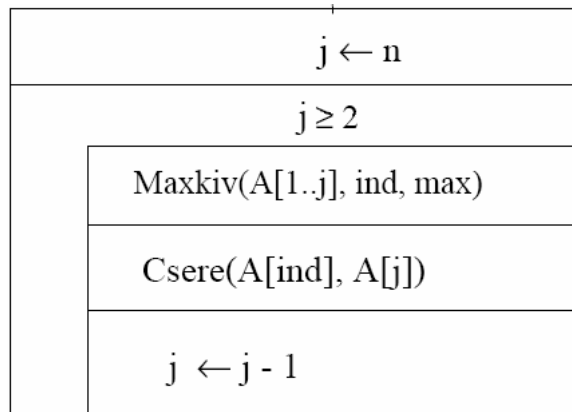 j ← n
j ≥ 2
Maxkiv(A[1..j], ind, max)
Csere(A[ind], A[j])
j ← j - 1